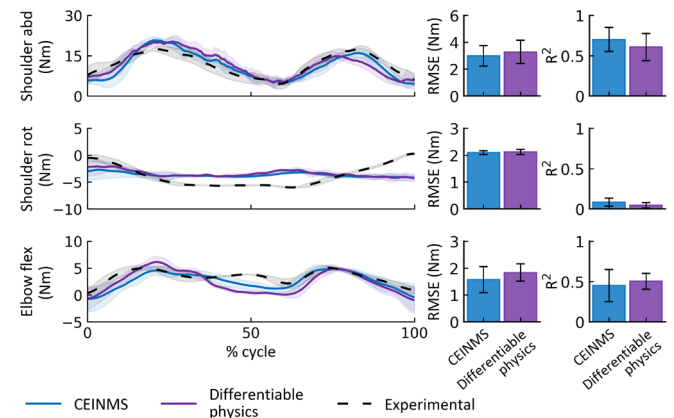 Shoulder abd
(Nm)
30
15
0
RMSE (Nm)
6
4
2
0
R²
1
0.5
0
Shoulder rot
(Nm)
5
0
−5
−10
RMSE (Nm)
3
2
1
0
R²
1
0.5
0
Elbow flex
(Nm)
10
5
0
−5
0
50
100
% cycle
RMSE (Nm)
3
2
1
0
CEINMS
Differentiable
physics
R²
1
0.5
0
CEINMS
Differentiable
physics
CEINMS
Differentiable
physics
Experimental